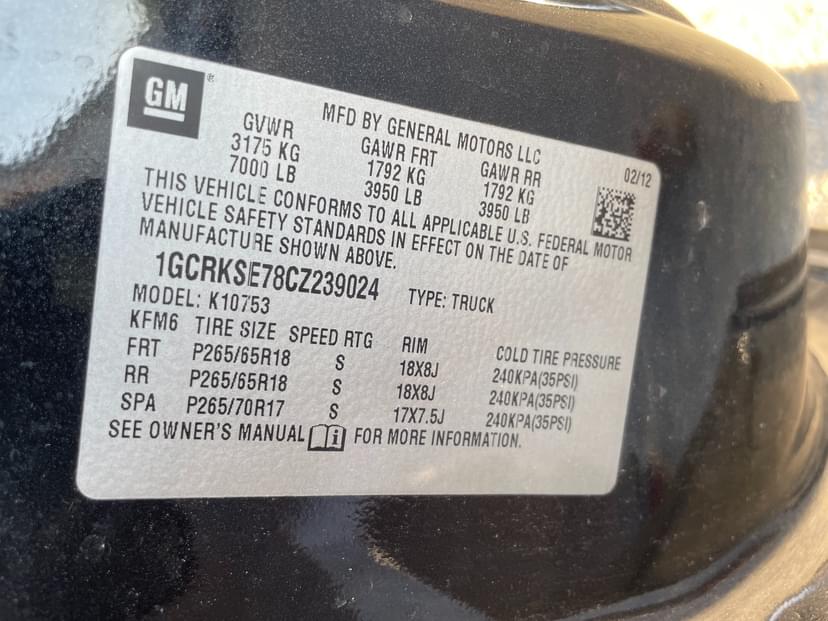 GM®
MFD BY GENERAL MOTORS LLC
02/12
GVWR GAWR FRT GAWR RR
3175 KG 1792 KG 1792 KG
7000 LB 3950 LB 3950 LB
THIS VEHICLE CONFORMS TO ALL APPLICABLE U.S. FEDERAL MOTOR
VEHICLE SAFETY STANDARDS IN EFFECT ON THE DATE OF
MANUFACTURE SHOWN ABOVE.
1GCRKSE78CZ239024 TYPE: TRUCK
MODEL: K10753
KFM6 TIRE SIZE SPEED RTG RIM COLD TIRE PRESSURE
FRT P265/65R18 S 18X8J 240KPA(35PSI)
RR P265/65R18 S 18X8J 240KPA(35PSI)
SPA P265/70R17 S 17X7.5J 240KPA(35PSI)
SEE OWNER'S MANUAL FOR MORE INFORMATION.